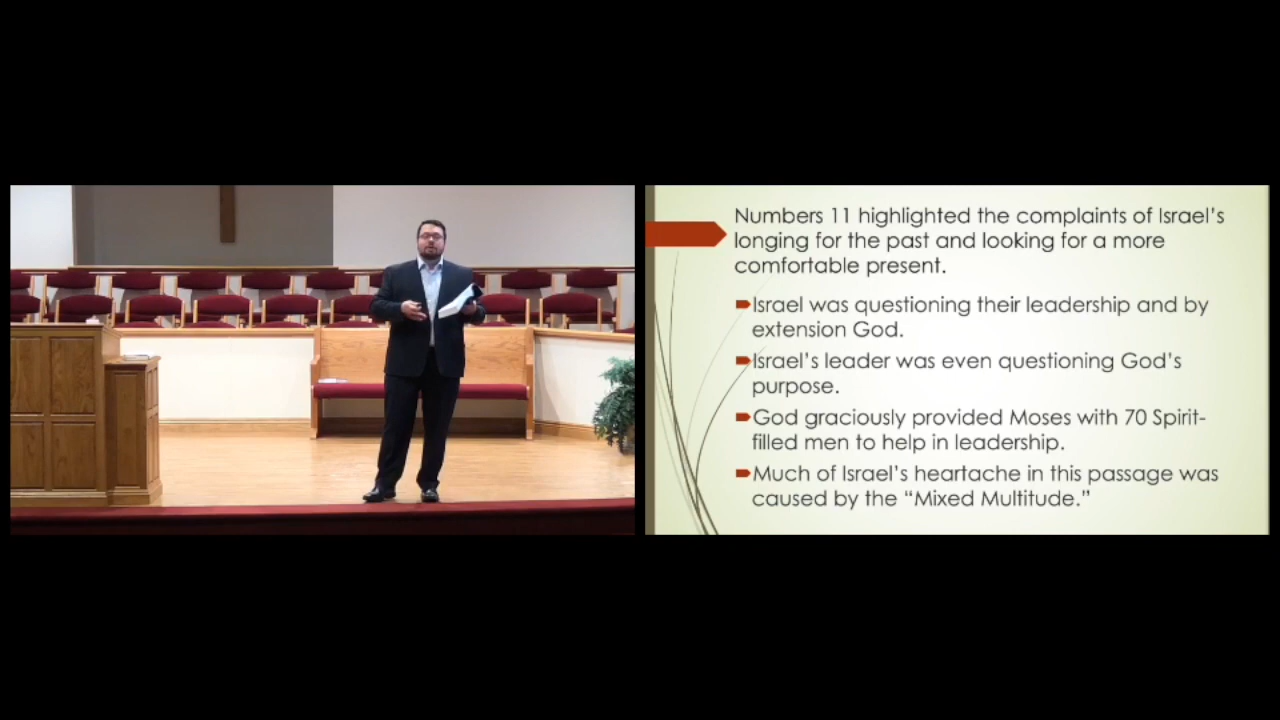 Numbers 11 highlighted the complaints of Israel's
longing for the past and looking for a more
comfortable present.
Israel was questioning their leadership and by
extension God.
Israel's leader was even questioning God's
purpose.
God graciously provided Moses with 70 Spirit-
filled men to help in leadership.
Much of Israel's heartache in this passage was
caused by the “Mixed Multitude.”